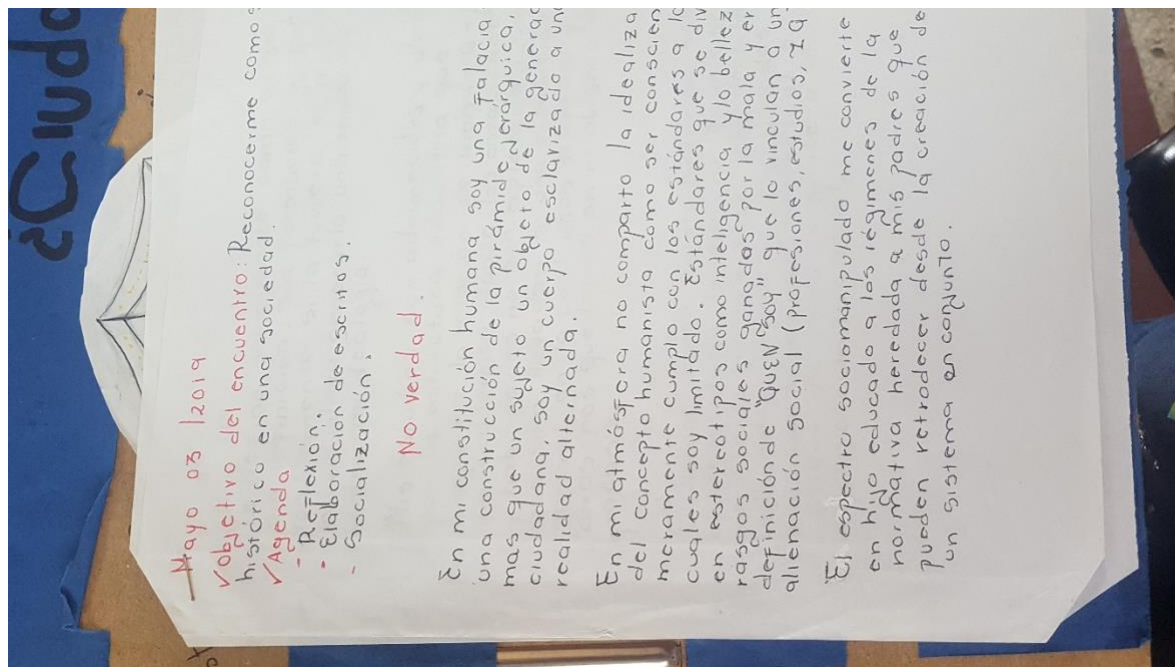 ¿Ciuda
Mayo 03 /2019
√ objetivo del encuentro: Reconocerme como s
histórico en una sociedad.
√ Agenda
- Reflexión.
- Elaboracion de escritos.
- Socialización.
No verdad.
En mi constitución humana soy una falacia
una construcción de la pirámide jerárquica,
mas que un sujeto un objeto de la generac
ciudadana, soy un cuerpo esclavizado a una
realidad alternada.
En mi atmósfera no comparto la idealiza
del concepto humanista como ser conscien
meramente cumplo con los estándares a lo
cuales soy limitado. Estándares que se div
en estereotipos como inteligencia y/o bellez
rasgos sociales ganados por la mala y er
definición de "QUIEN soy" que lo vinculan a un
alienación social (profesiones, estudios, za
El espectro sociomanipulado me convierte
en hijo educado a los régimenes de la
normativa heredada a mis padres que
pueden retrodecer desde la creación de
un sistema en conjunto.